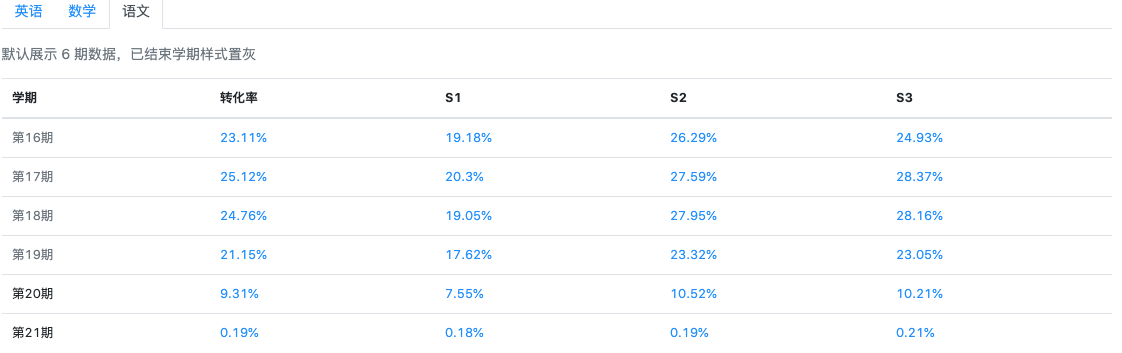 英语 数学 语文
默认展示 6 期数据，已结束学期样式置灰
学期 转化率 S1 S2 S3
第16期 23.11% 19.18% 26.29% 24.93%
第17期 25.12% 20.3% 27.59% 28.37%
第18期 24.76% 19.05% 27.95% 28.16%
第19期 21.15% 17.62% 23.32% 23.05%
第20期 9.31% 7.55% 10.52% 10.21%
第21期 0.19% 0.18% 0.19% 0.21%